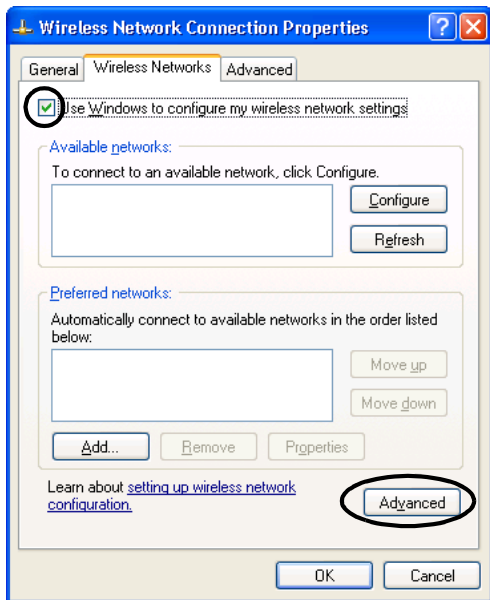 Wireless Network Connection Properties
General Wireless Networks Advanced
Use Windows to configure my wireless network settings
Available networks:
To connect to an available network, click Configure.
Configure
Refresh
Preferred networks:
Automatically connect to available networks in the order listed
below:
Move up
Move down
Add... Remove Properties
Learn about setting up wireless network
configuration.
Advanced
OK Cancel